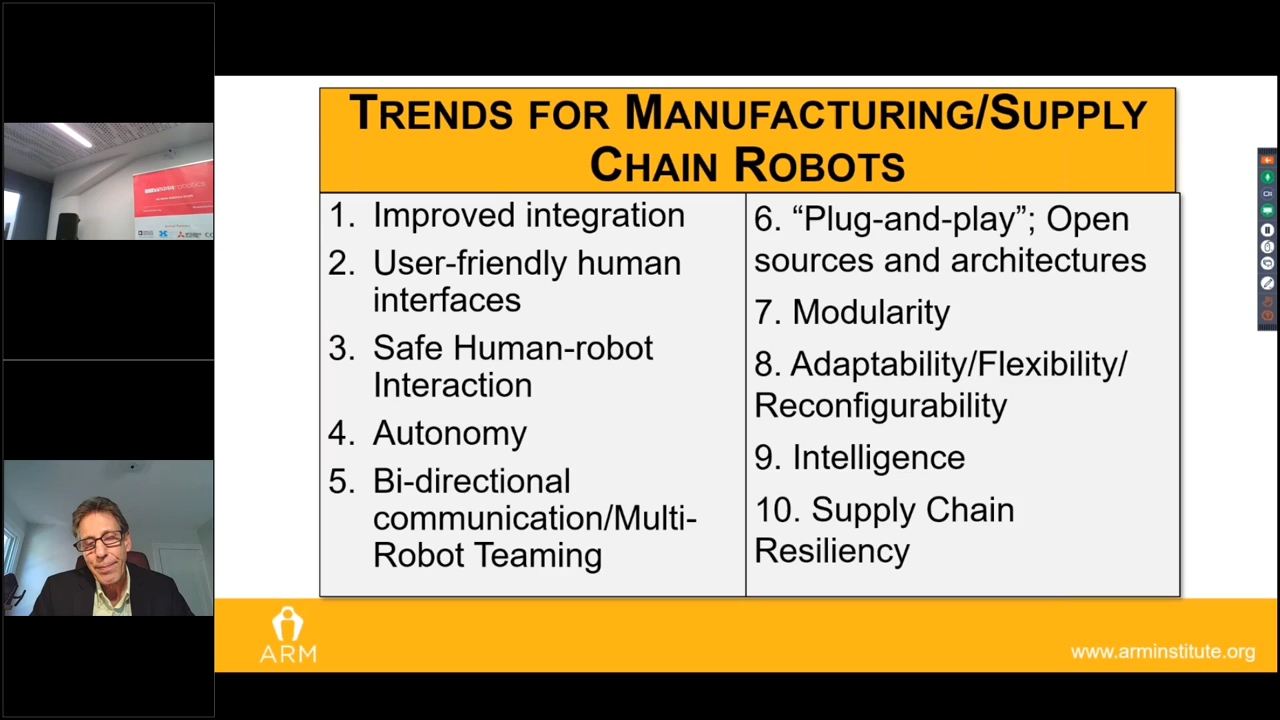 TRENDS FOR MANUFACTURING/SUPPLY
CHAIN ROBOTS
1. Improved integration
2. User-friendly human
interfaces
3. Safe Human-robot
Interaction
4. Autonomy
5. Bi-directional
communication/Multi-
Robot Teaming
6. “Plug-and-play”; Open
sources and architectures
7. Modularity
8. Adaptability/Flexibility/
Reconfigurability
9. Intelligence
10. Supply Chain
Resiliency
ARM
www.arminstitute.org
robotics